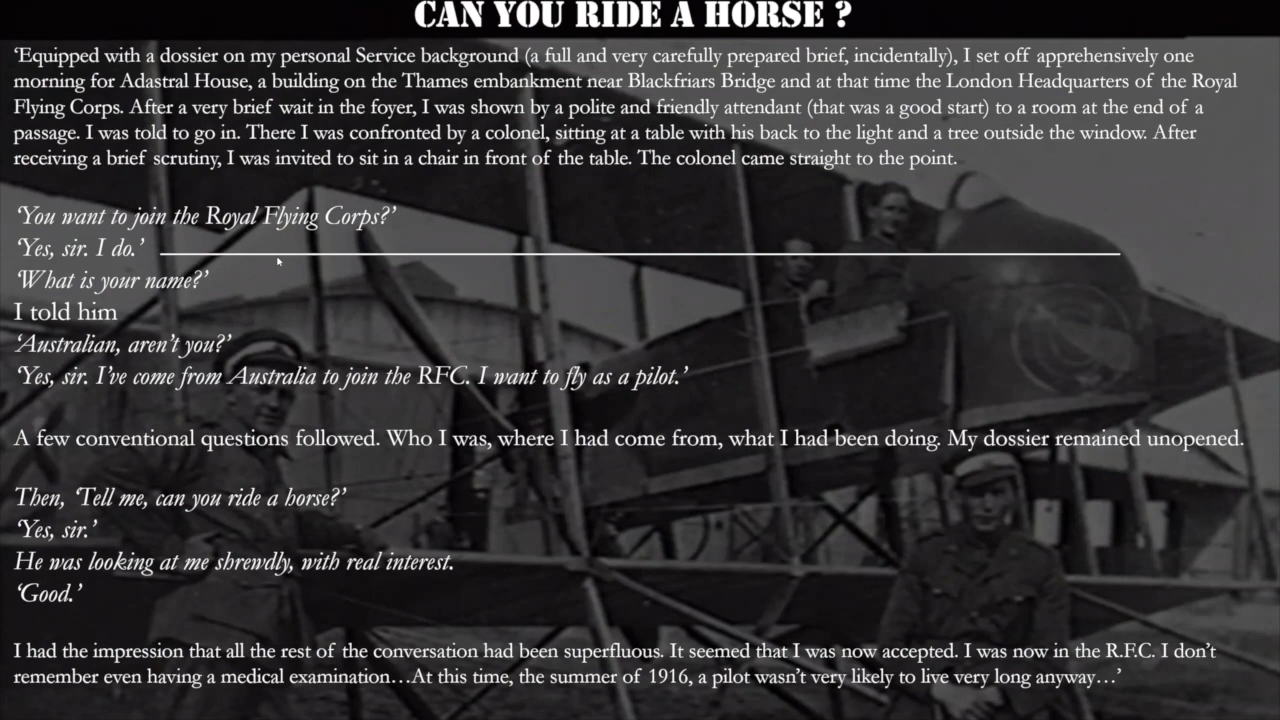 CAN YOU RIDE A HORSE ?
‘Equipped with a dossier on my personal Service background (a full and very carefully prepared brief, incidentally), I set off apprehensively one
morning for Adastral House, a building on the Thames embankment near Blackfriars Bridge and at that time the London Headquarters of the Royal
Flying Corps. After a very brief wait in the foyer, I was shown by a polite and friendly attendant (that was a good start) to a room at the end of a
passage. I was told to go in. There I was confronted by a colonel, sitting at a table with his back to the light and a tree outside the window. After
receiving a brief scrutiny, I was invited to sit in a chair in front of the table. The colonel came straight to the point.
‘You want to join the Royal Flying Corps?’
‘Yes, sir. I do.’
‘What is your name?’
I told him
‘Australian, aren’t you?’
‘Yes, sir. I’ve come from Australia to join the RFC. I want to fly as a pilot.’
A few conventional questions followed. Who I was, where I had come from, what I had been doing. My dossier remained unopened.
Then, ‘Tell me, can you ride a horse?’
‘Yes, sir.’
He was looking at me shrewdly, with real interest.
‘Good.’
I had the impression that all the rest of the conversation had been superfluous. It seemed that I was now accepted. I was now in the R.F.C. I don’t
remember even having a medical examination…At this time, the summer of 1916, a pilot wasn’t very likely to live very long anyway…’